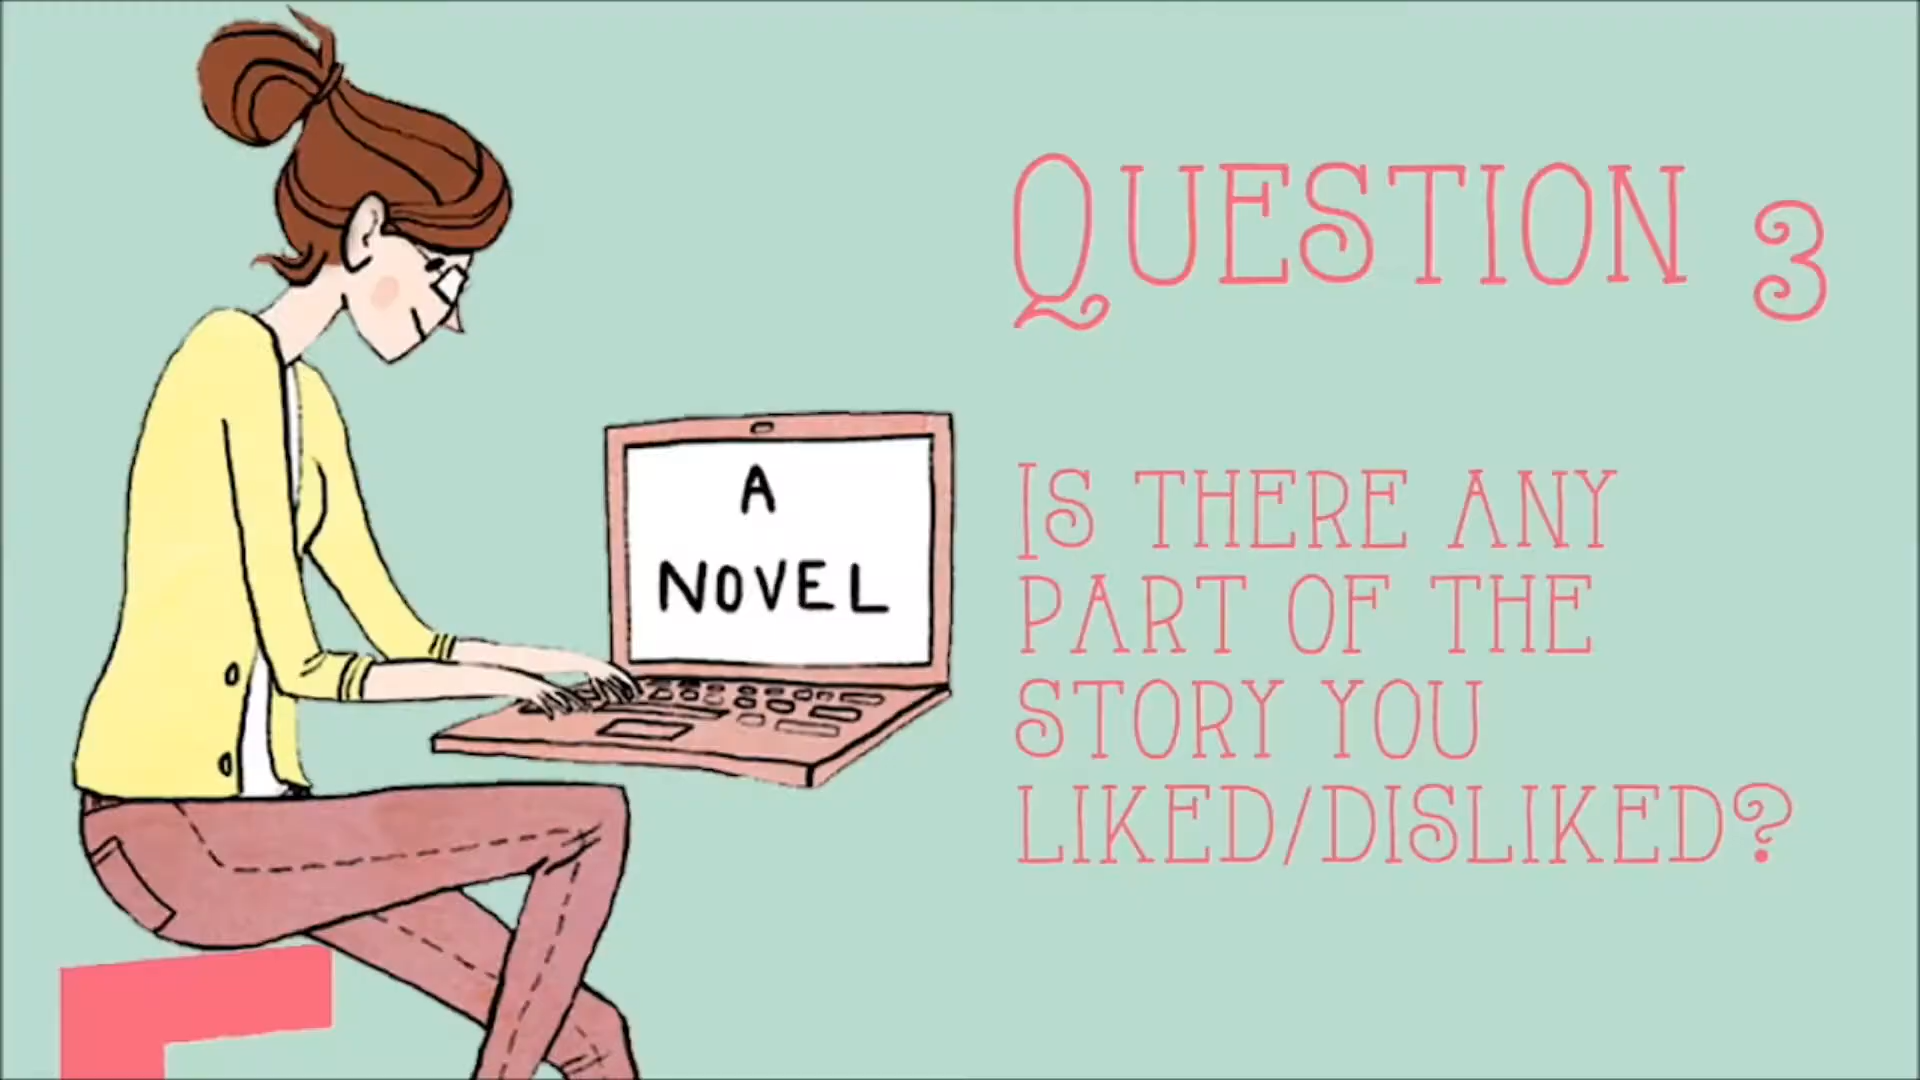 A
NOVEL
QUESTION 3
IS THERE ANY
PART OF THE
STORY YOU
LIKED/DISLIKED?